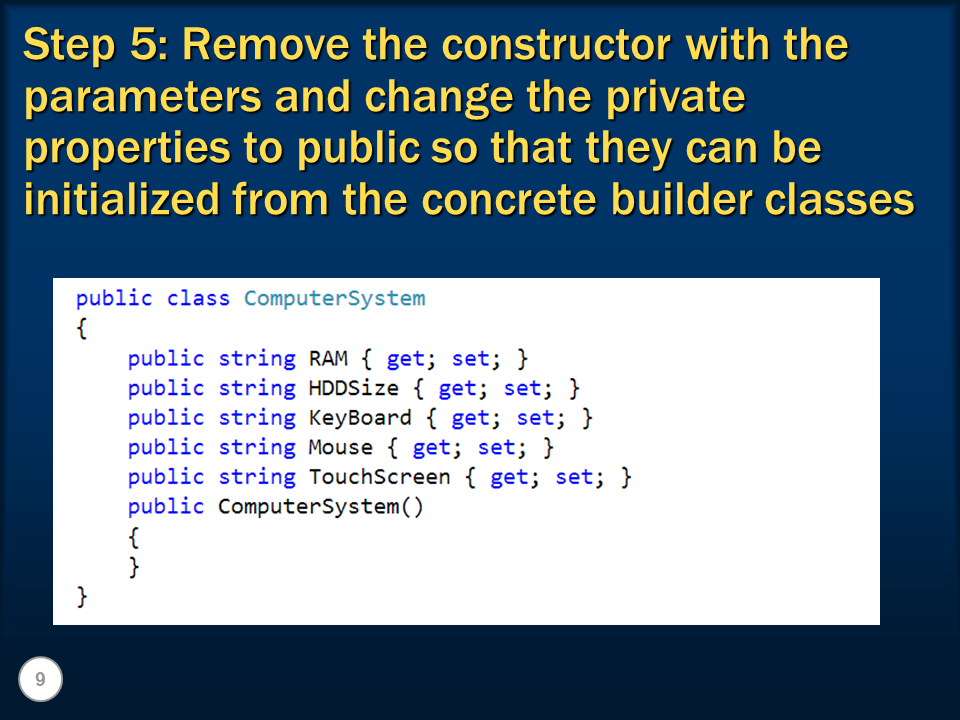 Step 5: Remove the constructor with the
parameters and change the private
properties to public so that they can be
initialized from the concrete builder classes
public class ComputerSystem
{
    public string RAM { get; set; }
    public string HDDSize { get; set; }
    public string KeyBoard { get; set; }
    public string Mouse { get; set; }
    public string TouchScreen { get; set; }
    public ComputerSystem()
    {
    }
}
9